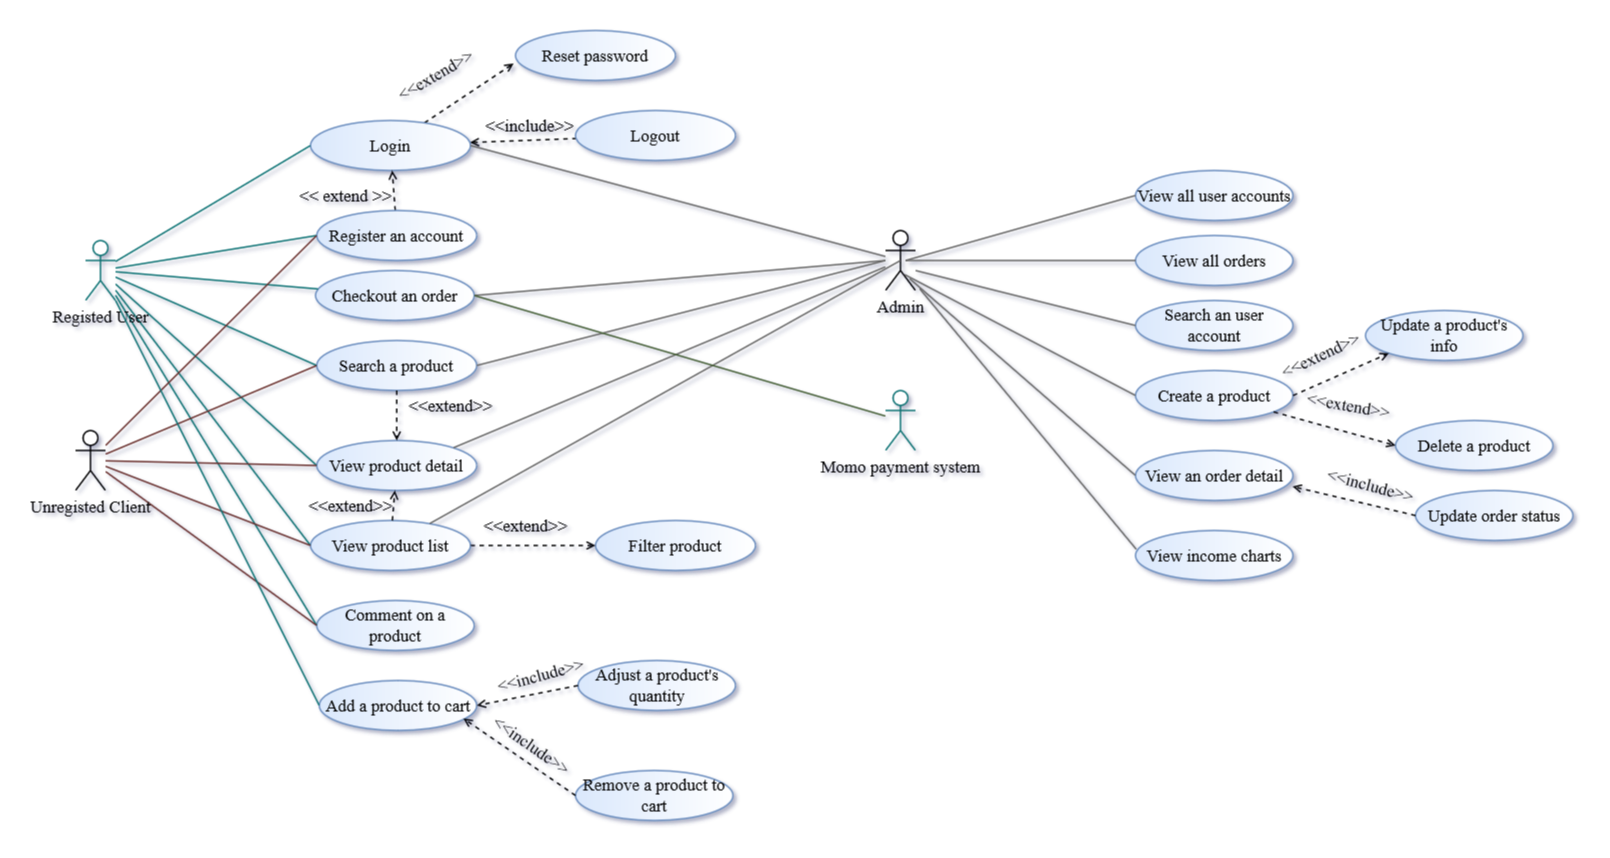 Reset password
<<extend>>
<<include>>
Logout
Login
<< extend >>
View all user accounts
Register an account
View all orders
Checkout an order
Admin
Registed User
Search an user
account
Update a product's
info
<<extend>>
Search a product
Create a product
<<extend>>
<<extend>>
Delete a product
View product detail
Momo payment system
View an order detail
<<include>>
Unregisted Client
<<extend>>
<<extend>>
Update order status
View product list
Filter product
View income charts
Comment on a
product
<<include>>
Adjust a product's
quantity
Add a product to cart
<<include>>
Remove a product to
cart